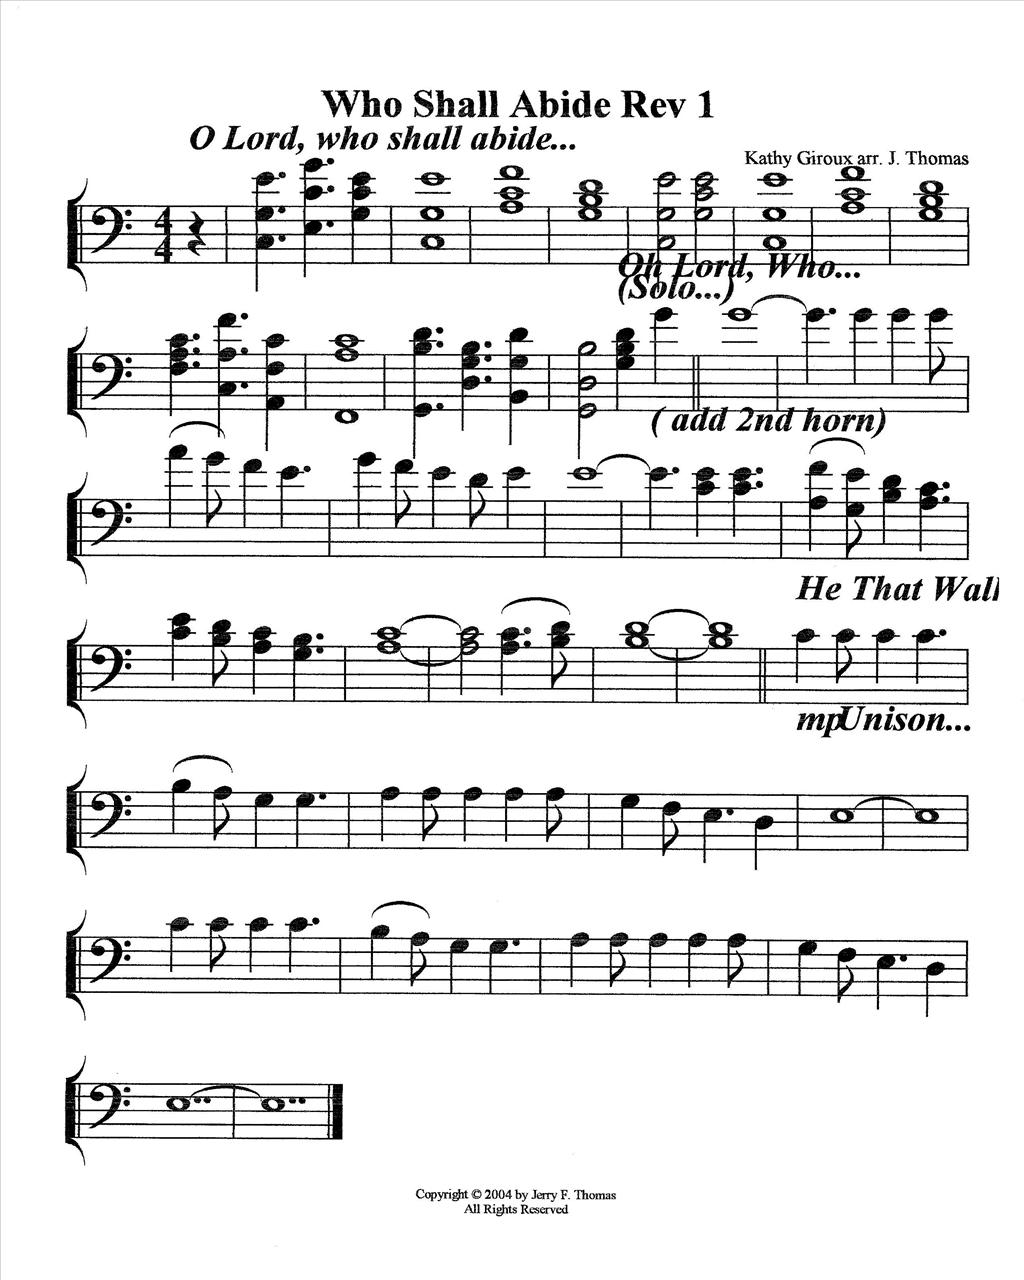 Who Shall Abide Rev 1
O Lord, who shall abide...
Kathy Giroux arr. J. Thomas
4
4
Oh Lord, Who...
(Solo...)
( add 2nd horn)
He That Wall
mpUnison...
Copyright © 2004 by Jerry F. Thomas
All Rights Reserved